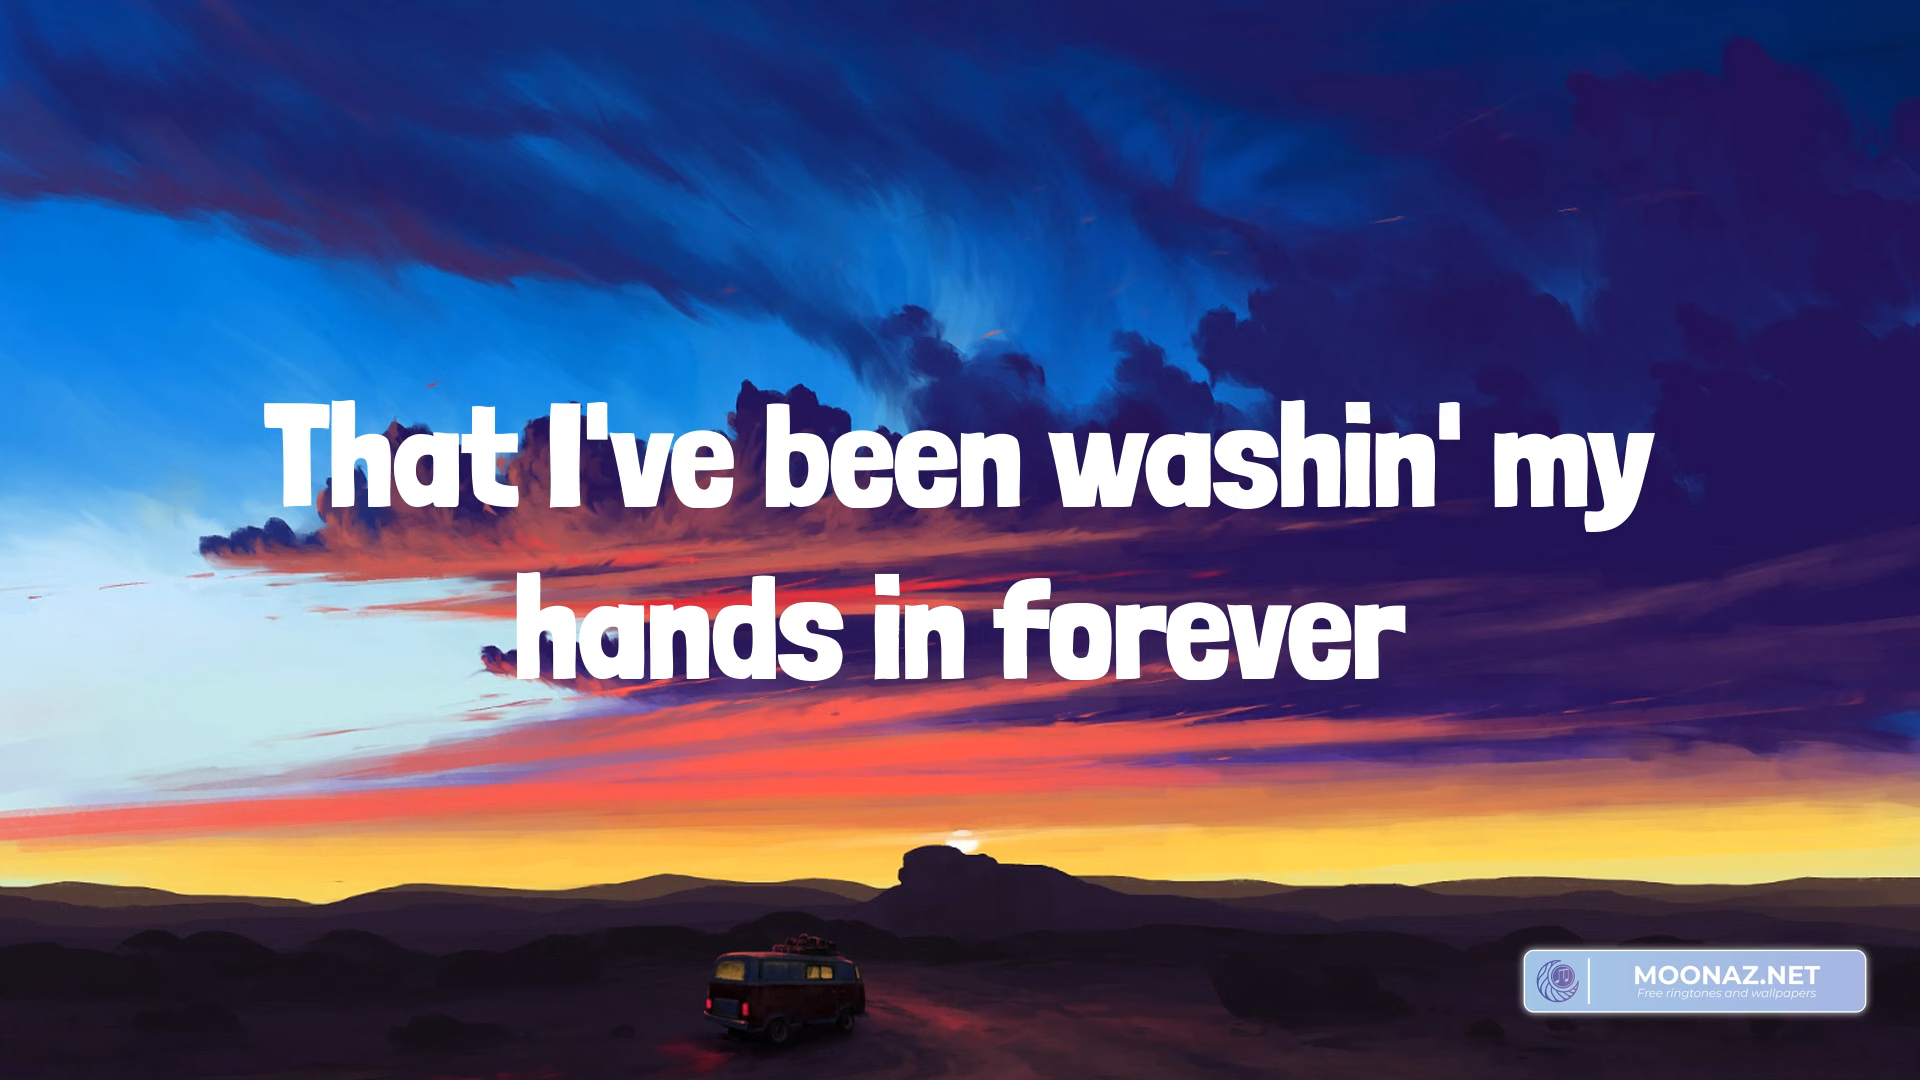 That I've been washin' my
hands in forever
MOONAZ.NET
Free ringtones and wallpapers